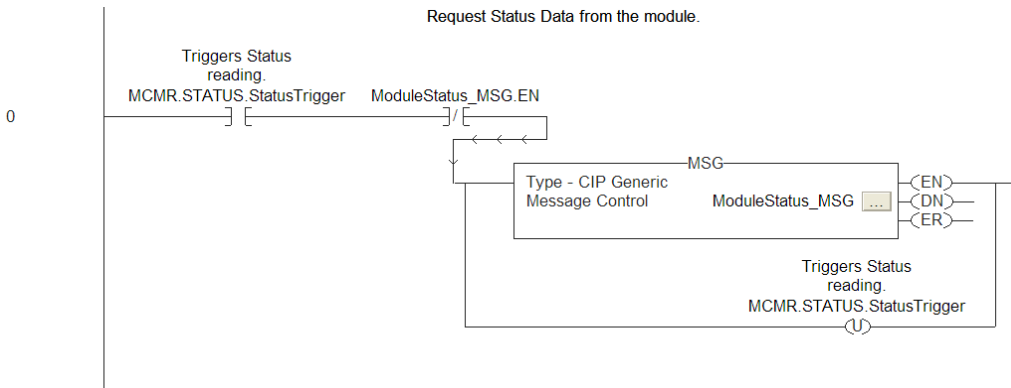 Request Status Data from the module.
Triggers Status
reading.
MCMR.STATUS.StatusTrigger
ModuleStatus_MSG.EN
0
/
MSG
Type - CIP Generic
Message Control
ModuleStatus_MSG
...
EN
DN
ER
Triggers Status
reading.
MCMR.STATUS.StatusTrigger
U